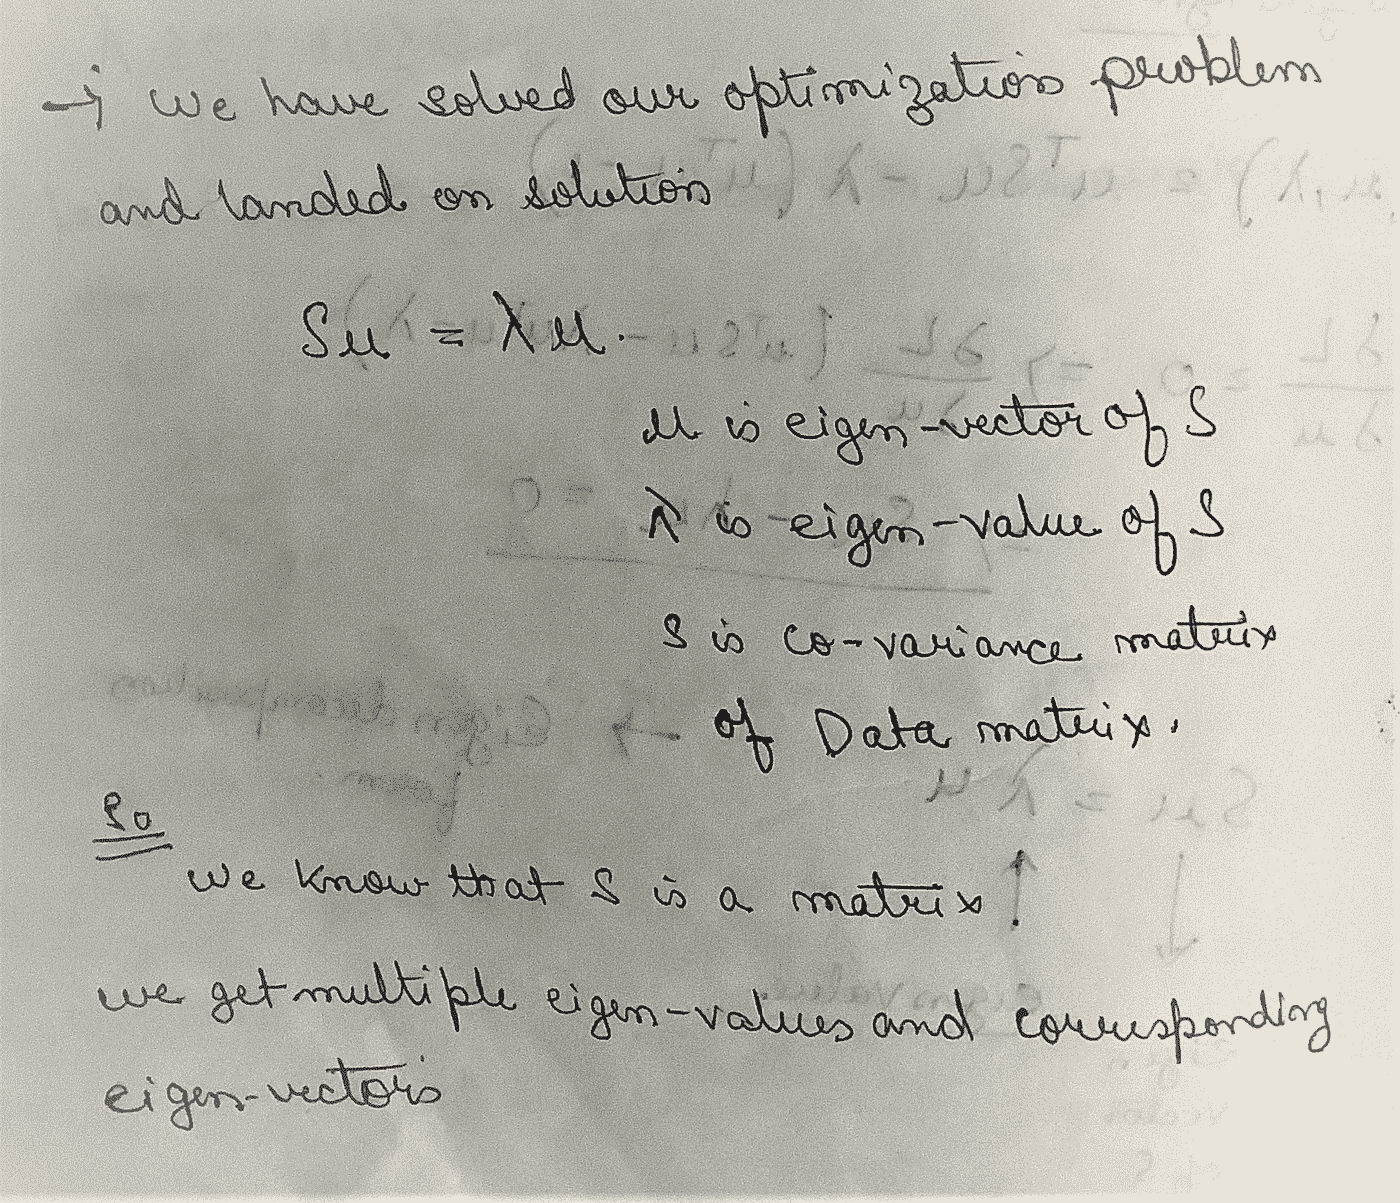 → we have solved our optimization problem
and landed on solution
Su = λu.
u is eigen-vector of S
λ is eigen-value of S
S is co-variance matrix
of Data matrix.
So
we know that S is a matrix
we get multiple eigen-values and corresponding
eigen-vectors